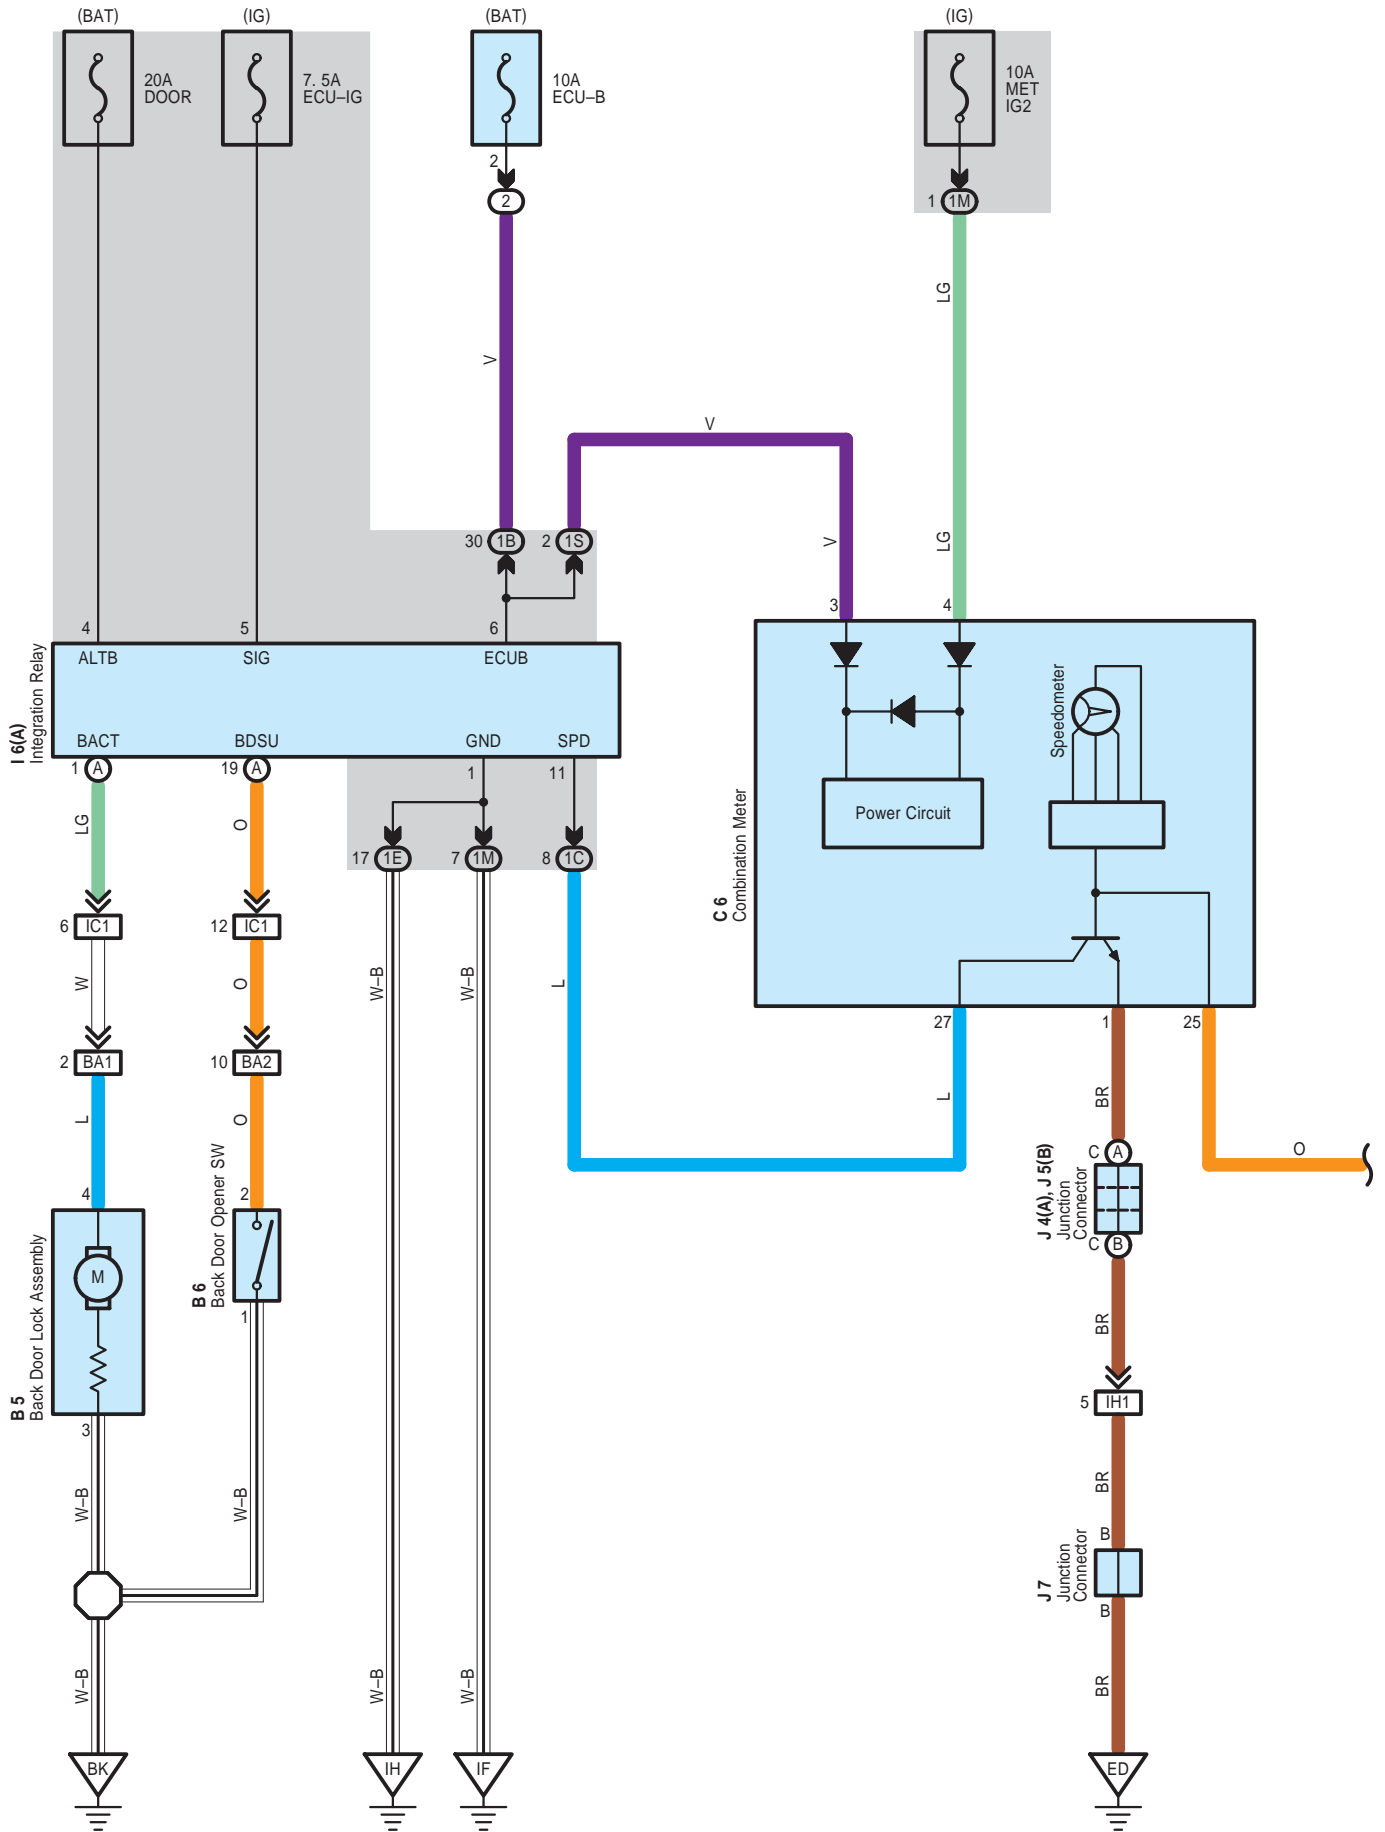 (BAT)
(IG)
(BAT)
(IG)
20A
DOOR
7. 5A
ECU–IG
10A
ECU–B
10A
MET
IG2
2
2
1
1M
LG
V
V
30
1B
2
1S
V
LG
4
5
6
3
4
I 6(A)
Integration Relay
ALTB
SIG
ECUB
BACT
BDSU
GND
SPD
1
A
19
A
1
11
LG
O
17
1E
7
1M
8
1C
6
IC1
12
IC1
W
O
W–B
W–B
L
2
BA1
10
BA2
L
O
4
2
B 5
Back Door Lock Assembly
M
3
B 6
Back Door Opener SW
1
W–B
W–B
W–B
W–B
W–B
BK
IH
IF
C 6
Combination Meter
Power Circuit
Speedometer
27
1
25
L
BR
O
C
A
J 4(A), J 5(B)
Junction
Connector
C
B
BR
5
IH1
BR
B
J 7
Junction
Connector
B
BR
ED